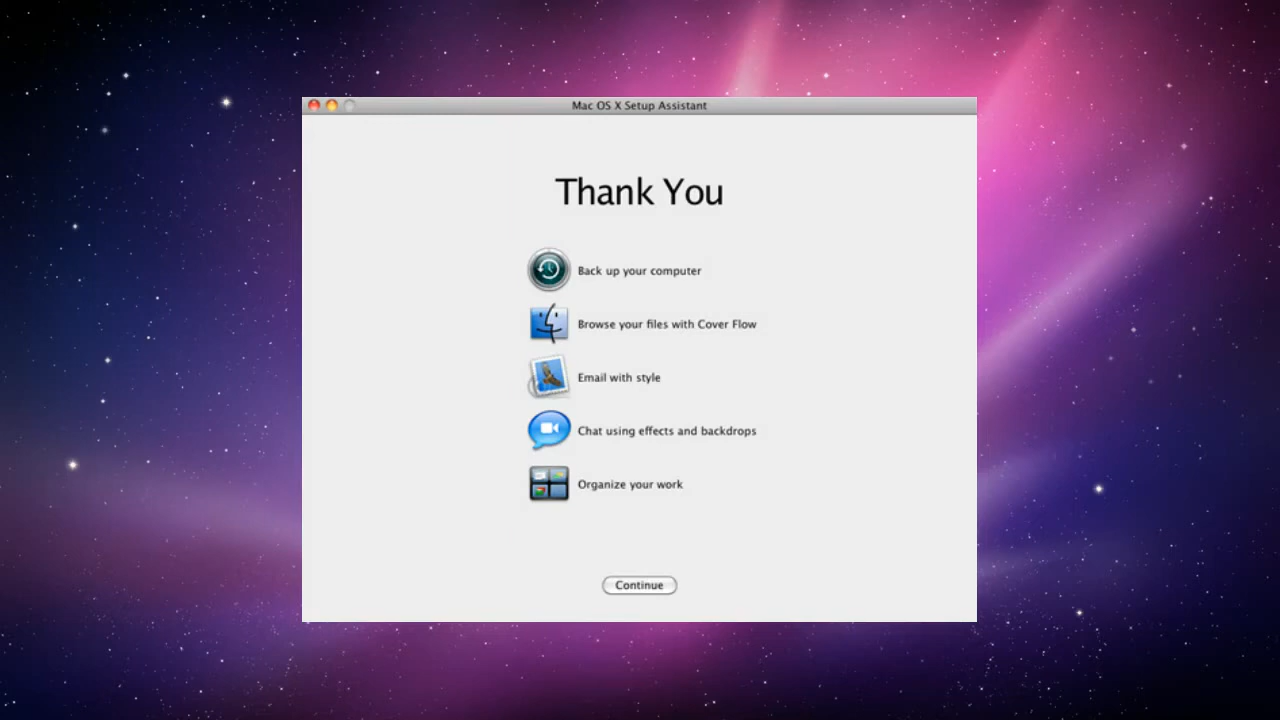 Mac OS X Setup Assistant
Thank You
Back up your computer
Browse your files with Cover Flow
Email with style
Chat using effects and backdrops
Organize your work
Continue